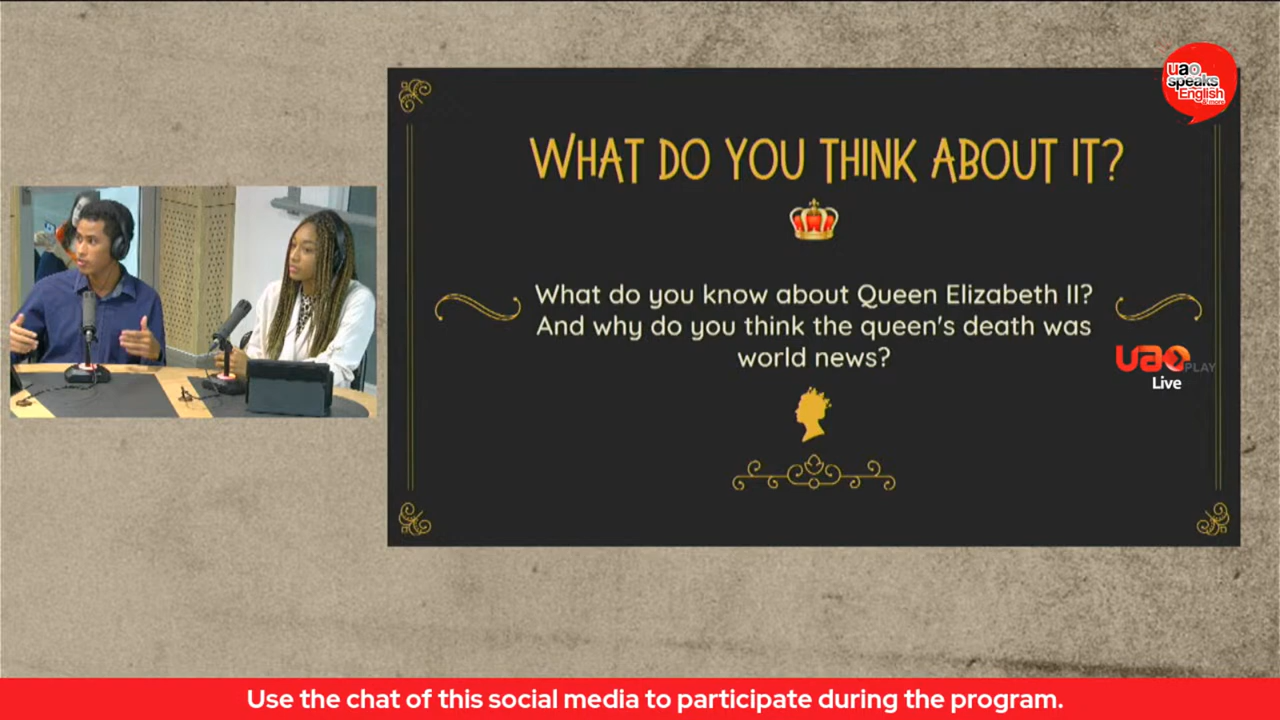 uao
speaks
English
& more
WHAT DO YOU THINK ABOUT IT?
What do you know about Queen Elizabeth II?
And why do you think the queen's death was
world news?
uao PLAY
Live
Use the chat of this social media to participate during the program.